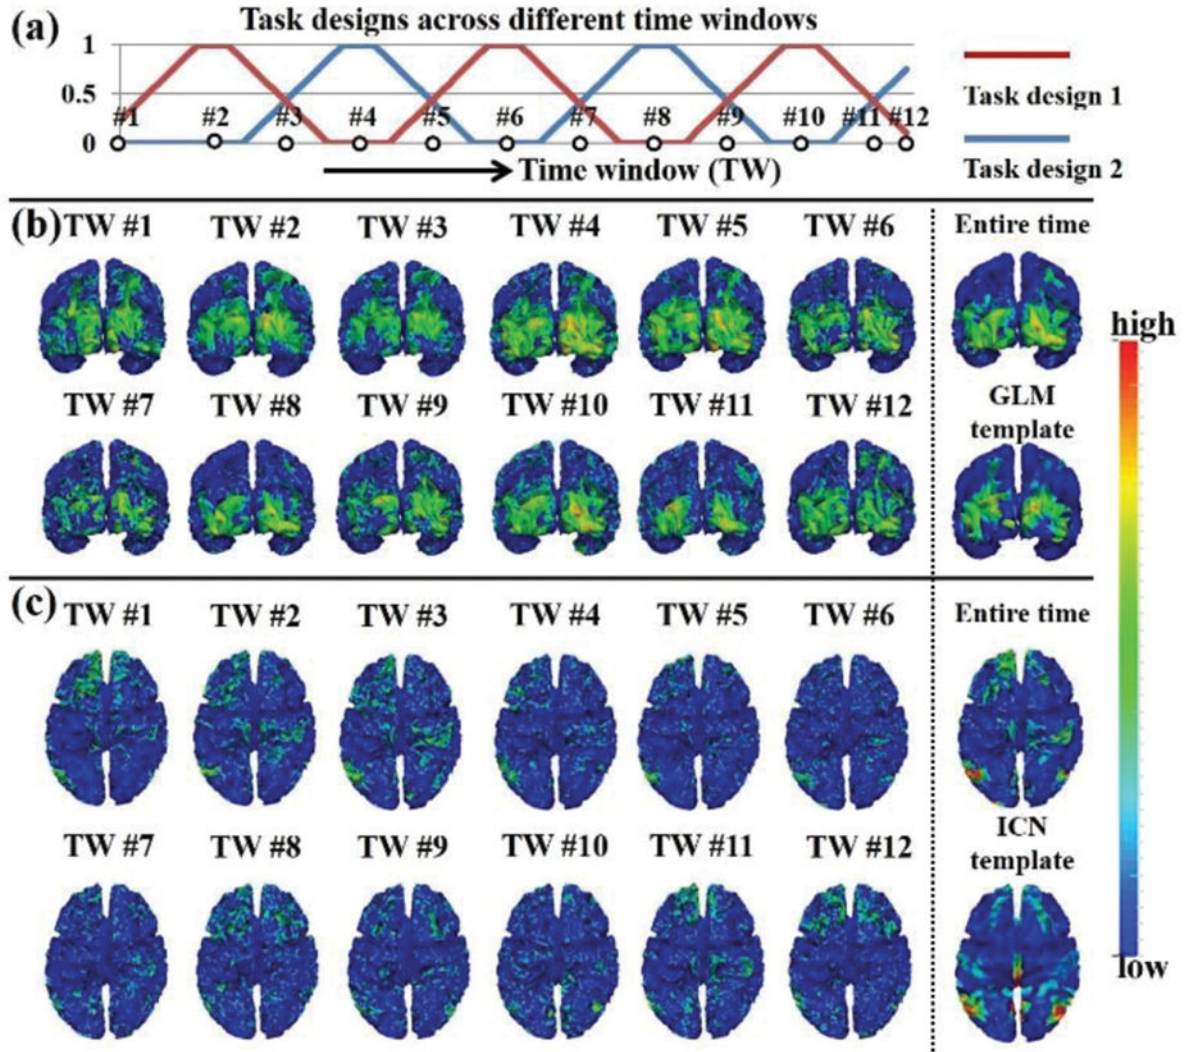 (a)
Task designs across different time windows
1
0.5
0
#1 #2 #3 #4 #5 #6 #7 #8 #9 #10 #11 #12
Time window (TW)
Task design 1
Task design 2
(b) TW #1 TW #2 TW #3 TW #4 TW #5 TW #6 Entire time
TW #7 TW #8 TW #9 TW #10 TW #11 TW #12
GLM
template
high
low
(c) TW #1 TW #2 TW #3 TW #4 TW #5 TW #6 Entire time
TW #7 TW #8 TW #9 TW #10 TW #11 TW #12
ICN
template